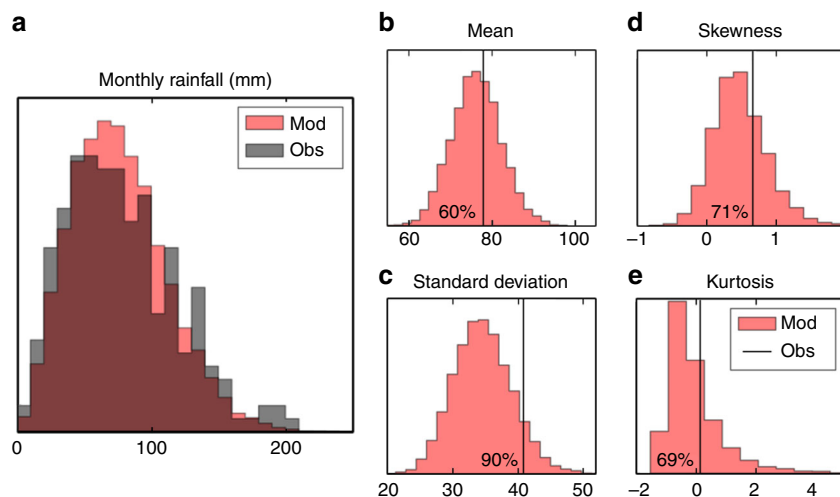 a
Monthly rainfall (mm)
Mod
Obs
0
100
200
b
Mean
60%
60
80
100
c
Standard deviation
90%
20
30
40
50
d
Skewness
71%
−1
0
1
e
Kurtosis
Mod
Obs
69%
−2
0
2
4